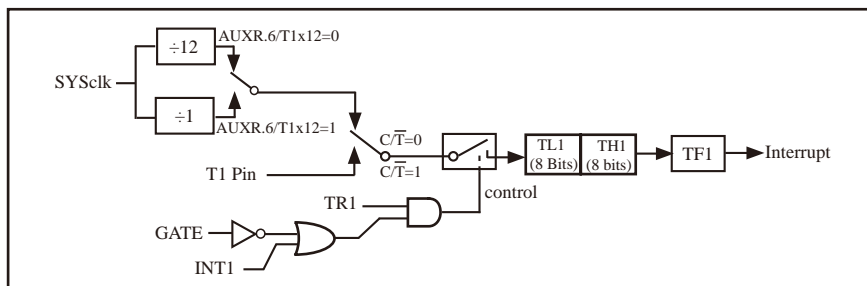 ÷12
AUXR.6/T1x12=0
SYSclk
÷1
AUXR.6/T1x12=1
C/T̅=0
C/T̅=1
T1 Pin
TL1
(8 Bits)
TH1
(8 bits)
TF1
Interrupt
control
TR1
GATE
INT1